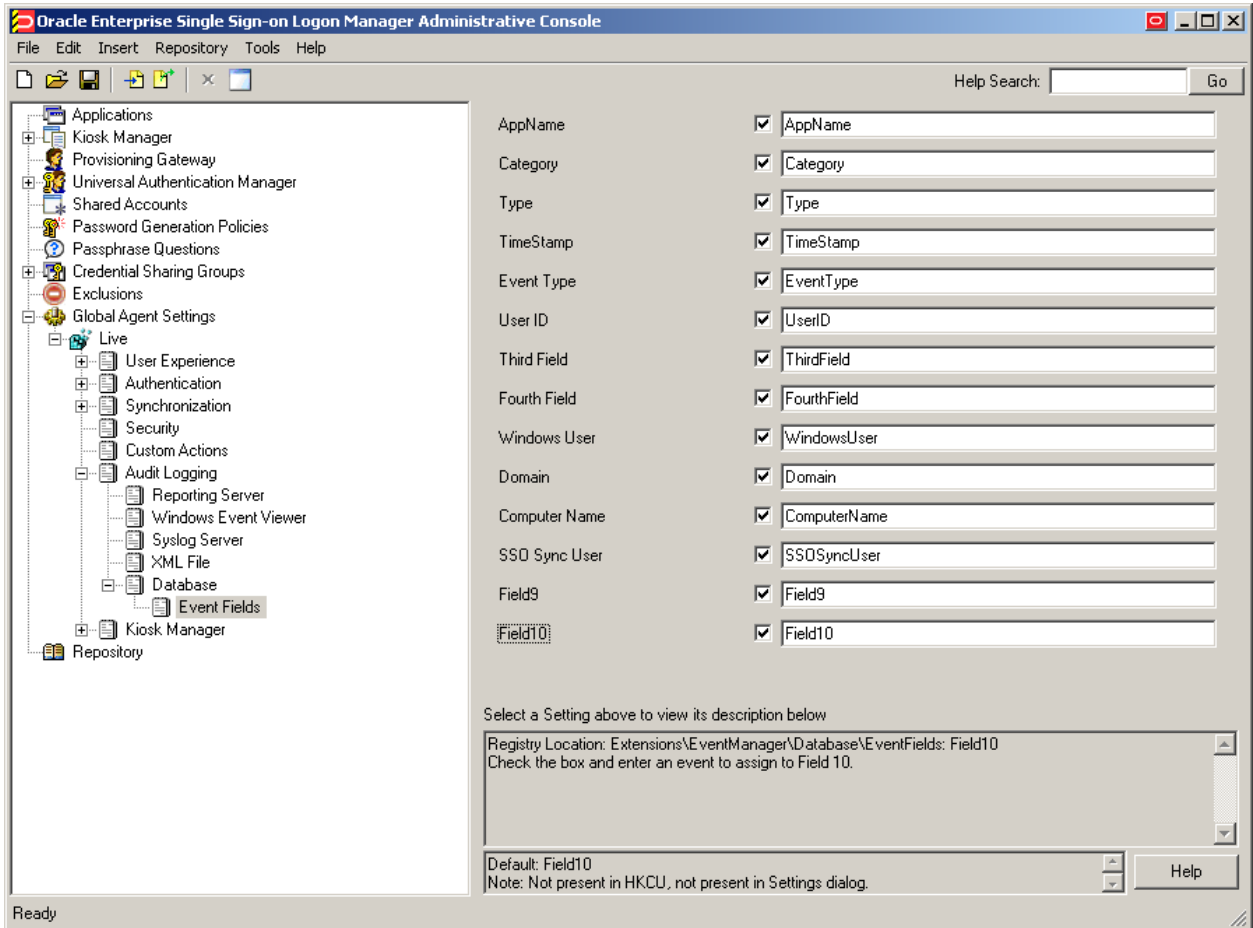 Oracle Enterprise Single Sign-on Logon Manager Administrative Console
File Edit Insert Repository Tools Help
Help Search: Go
Applications
Kiosk Manager
Provisioning Gateway
Universal Authentication Manager
Shared Accounts
Password Generation Policies
Passphrase Questions
Credential Sharing Groups
Exclusions
Global Agent Settings
Live
User Experience
Authentication
Synchronization
Security
Custom Actions
Audit Logging
Reporting Server
Windows Event Viewer
Syslog Server
XML File
Database
Event Fields
Kiosk Manager
Repository
AppName AppName
Category Category
Type Type
TimeStamp TimeStamp
Event Type EventType
User ID UserID
Third Field ThirdField
Fourth Field FourthField
Windows User WindowsUser
Domain Domain
Computer Name ComputerName
SSO Sync User SSOSyncUser
Field9 Field9
Field10 Field10
Select a Setting above to view its description below
Registry Location: Extensions\EventManager\Database\EventFields: Field10
Check the box and enter an event to assign to Field 10.
Default: Field10
Note: Not present in HKCU, not present in Settings dialog.
Help
Ready